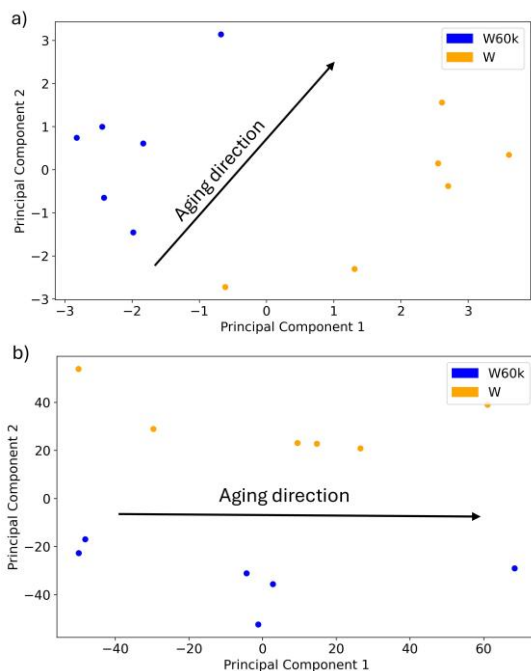 a)
W60k
W
3
2
1
0
−1
−2
−3
Principal Component 2
Aging direction
−3
−2
−1
0
1
2
3
Principal Component 1
b)
W60k
W
40
20
0
−20
−40
Principal Component 2
Aging direction
−40
−20
0
20
40
60
Principal Component 1